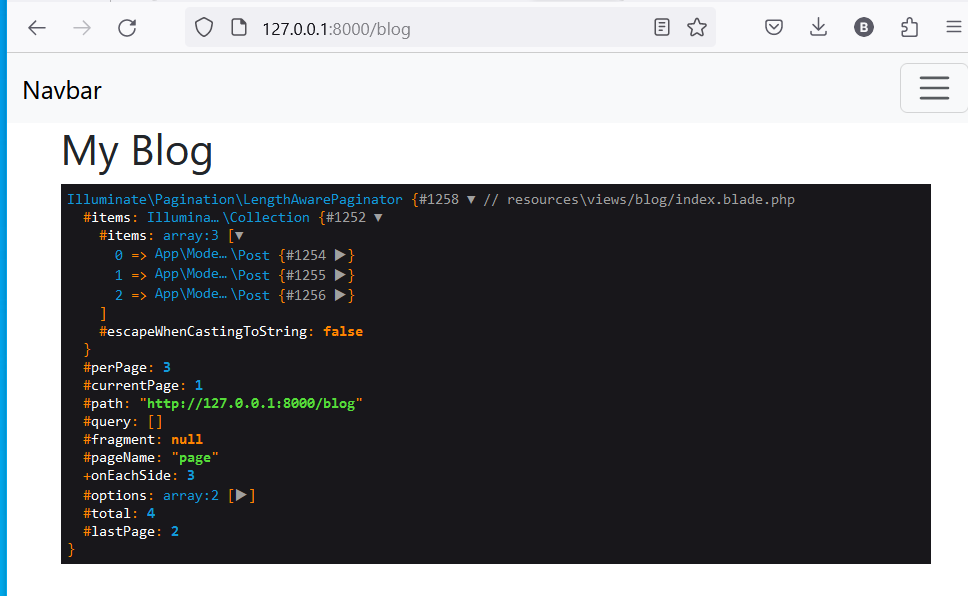 127.0.0.1:8000/blog
B
Navbar
My Blog
Illuminate\Pagination\LengthAwarePaginator {#1258 ▼ // resources\views/blog/index.blade.php
#items: Illumina…\Collection {#1252 ▼
#items: array:3 [▼
0 => App\Mode…\Post {#1254 ▶}
1 => App\Mode…\Post {#1255 ▶}
2 => App\Mode…\Post {#1256 ▶}
]
#escapeWhenCastingToString: false
}
#perPage: 3
#currentPage: 1
#path: "http://127.0.0.1:8000/blog"
#query: []
#fragment: null
#pageName: "page"
+onEachSide: 3
#options: array:2 [▶]
#total: 4
#lastPage: 2
}